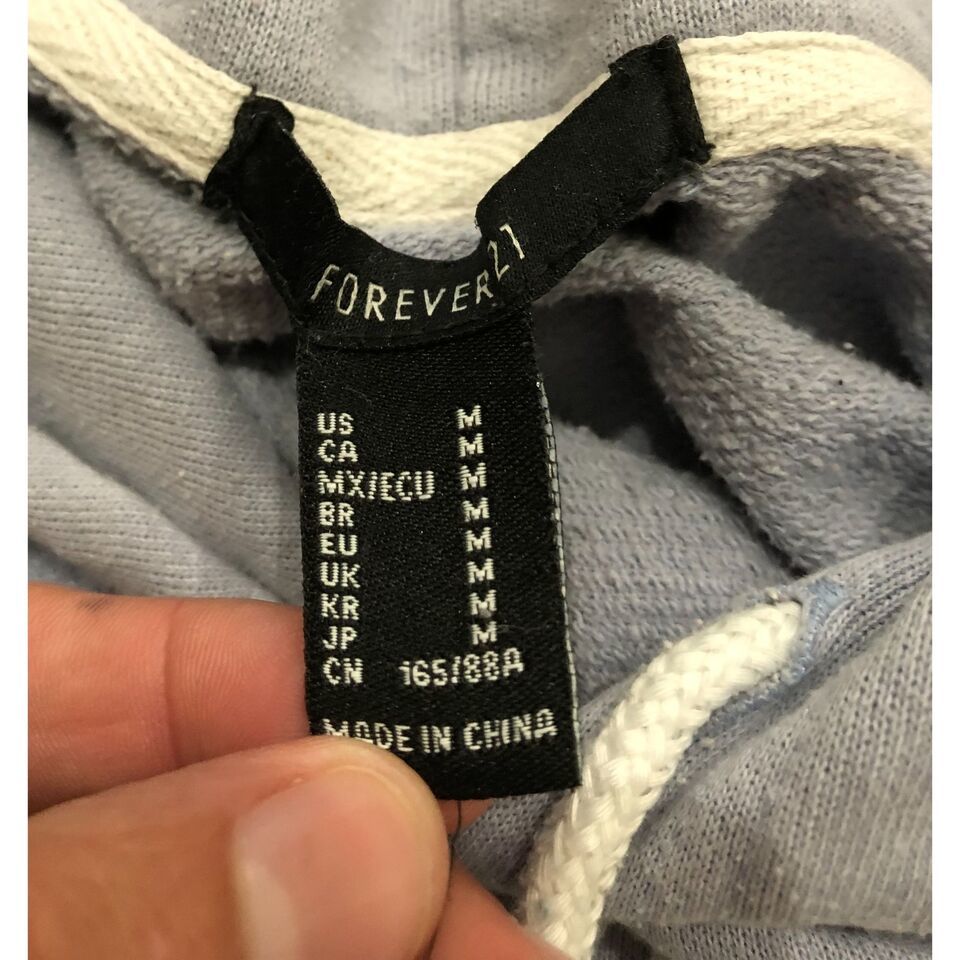 FOREVER 21
US M
CA M
MX/ECU M
BR M
EU M
UK M
KR M
JP M
CN 165/88A
MADE IN CHINA